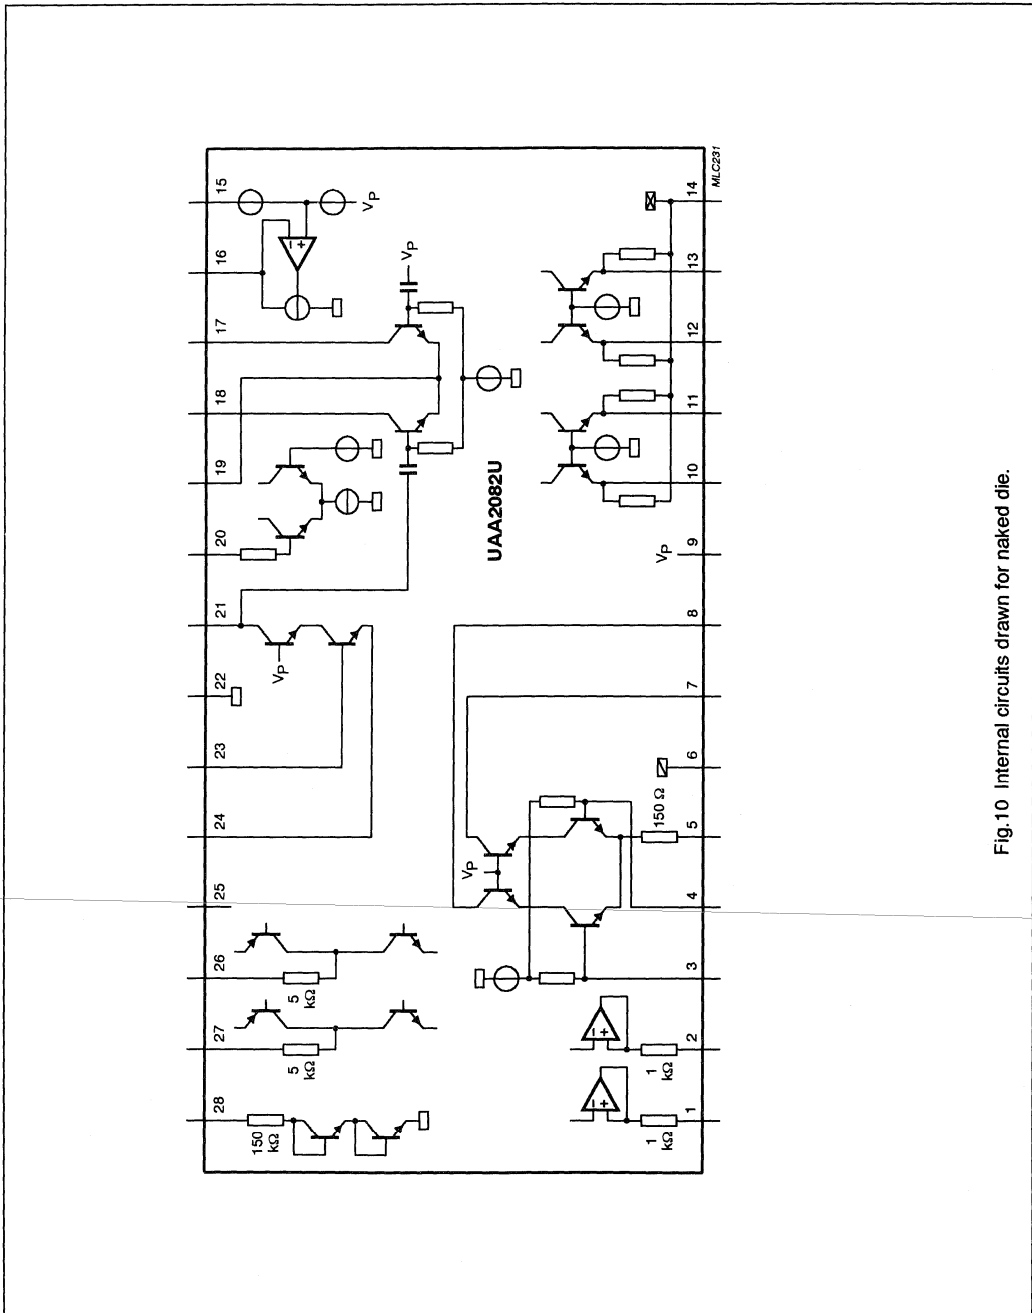 28
27
26
25
24
23
22
21
20
19
18
17
16
15
150
kΩ
5
kΩ
5
kΩ
VP
VP
VP
UAA2082U
VP
VP
1
kΩ
1
kΩ
150 Ω
1
2
3
4
5
6
7
8
9
10
11
12
13
14
MLC231
Fig.10 Internal circuits drawn for naked die.